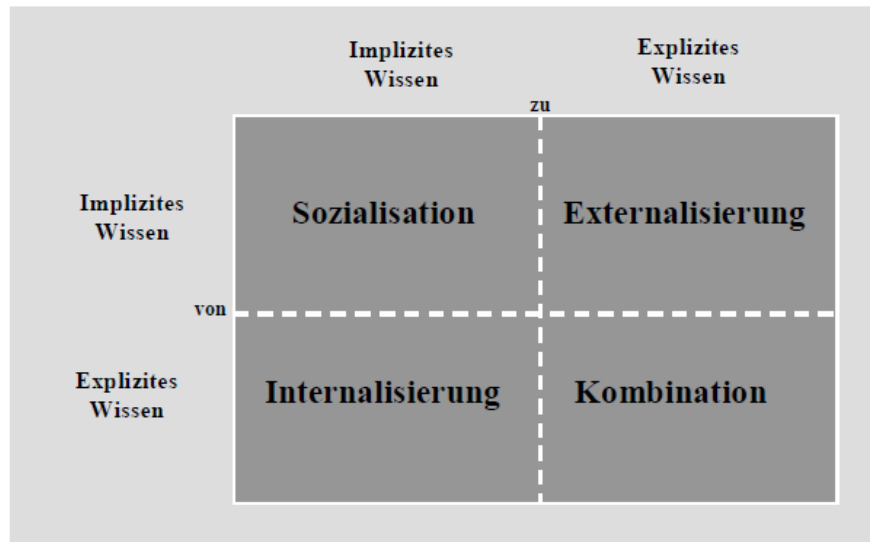 Implizites
Wissen
Explizites
Wissen
zu
Implizites
Wissen
Sozialisation
Externalisierung
von
Explizites
Wissen
Internalisierung
Kombination